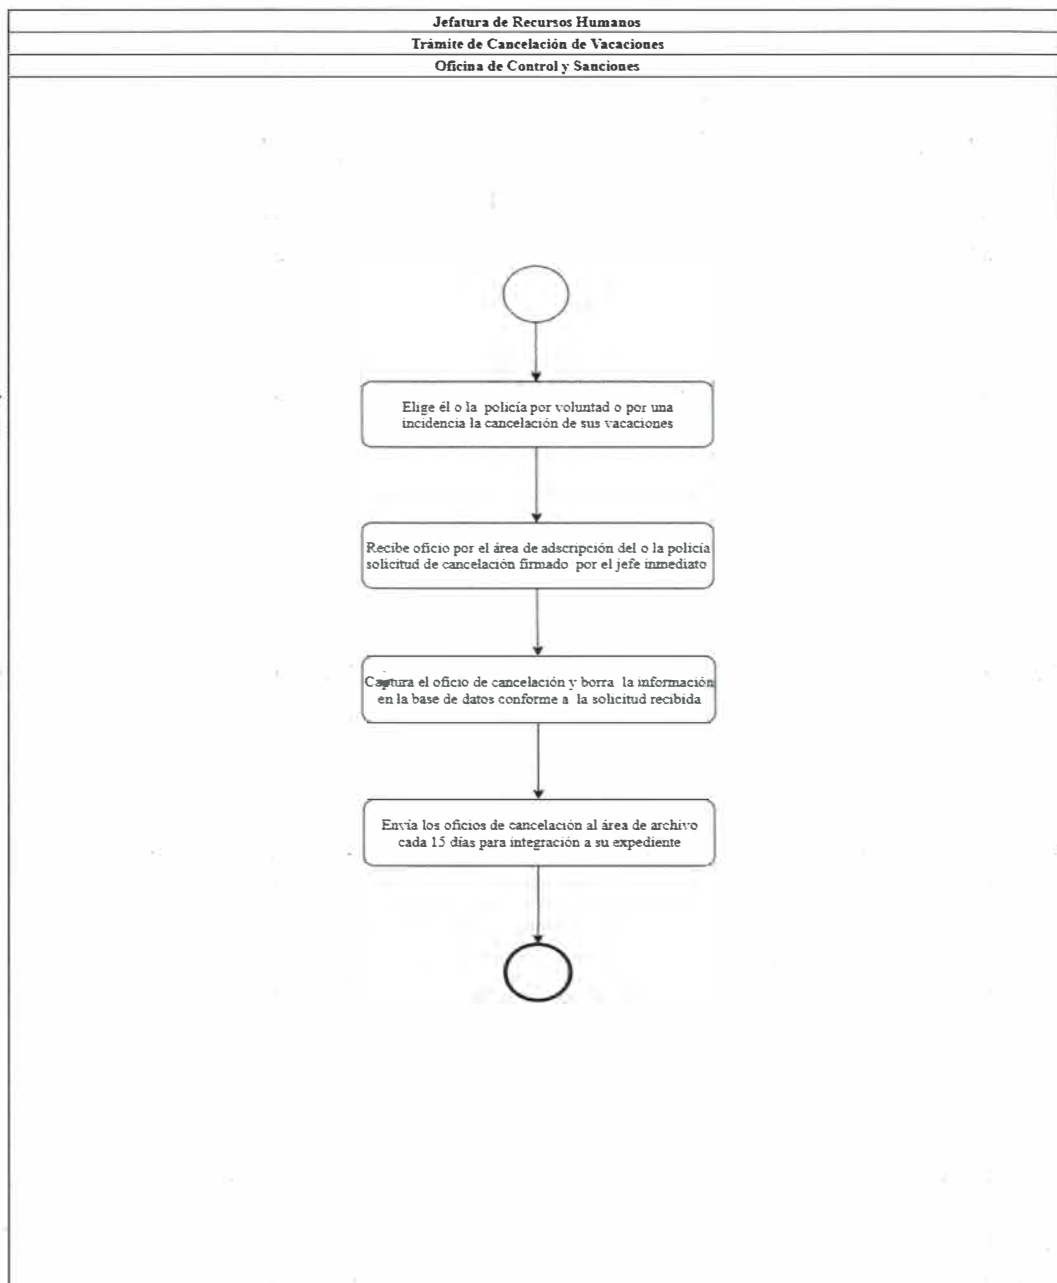 Jefatura de Recursos Humanos
Trámite de Cancelación de Vacaciones
Oficina de Control y Sanciones
Elige él o la policía por voluntad o por una
incidencia la cancelación de sus vacaciones
Recibe oficio por el área de adscripción del o la policía
solicitud de cancelación firmado por el jefe inmediato
Captura el oficio de cancelación y borra la información
en la base de datos conforme a la solicitud recibida
Envía los oficios de cancelación al área de archivo
cada 15 días para integración a su expediente